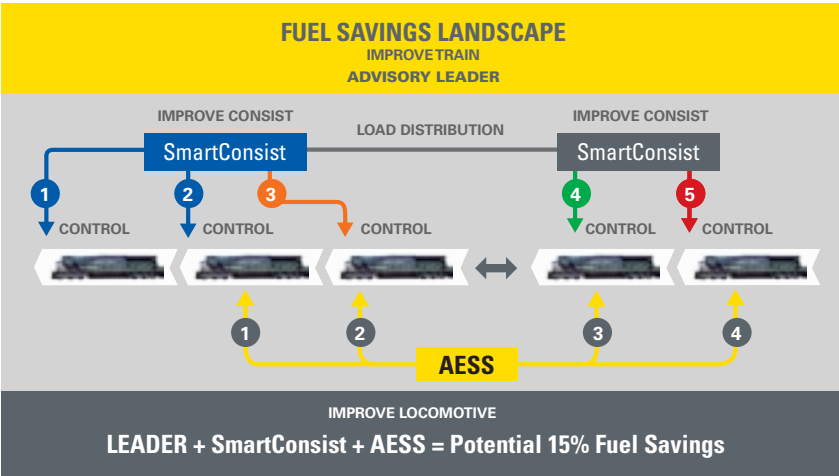 FUEL SAVINGS LANDSCAPE
IMPROVE TRAIN
ADVISORY LEADER
IMPROVE CONSIST
IMPROVE CONSIST
LOAD DISTRIBUTION
SmartConsist
SmartConsist
1
2
3
4
5
CONTROL
CONTROL
CONTROL
CONTROL
CONTROL
1
2
3
4
AESS
IMPROVE LOCOMOTIVE
LEADER + SmartConsist + AESS = Potential 15% Fuel Savings